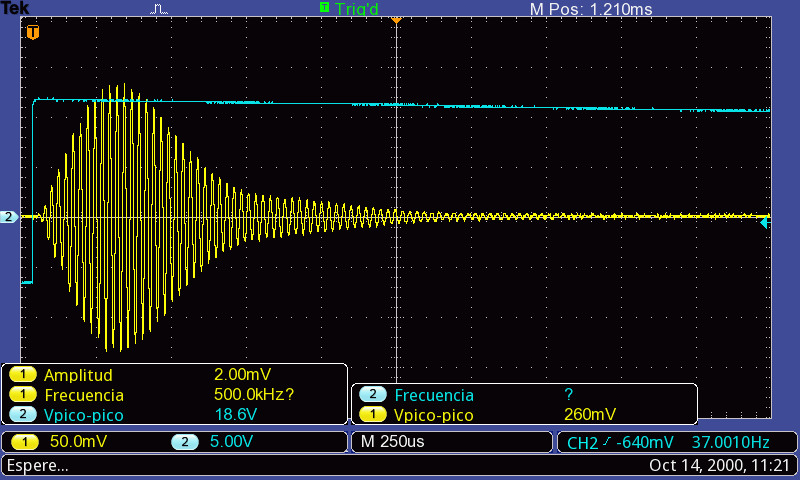 Tek T Trig'd M Pos: 1.210ms
T
2
1 Amplitud 2.00mV
1 Frecuencia 500.0kHz?
2 Vpico-pico 18.6V
2 Frecuencia ?
1 Vpico-pico 260mV
1 50.0mV 2 5.00V M 250us CH2 -640mV 37.0010Hz
Espere... Oct 14, 2000, 11:21